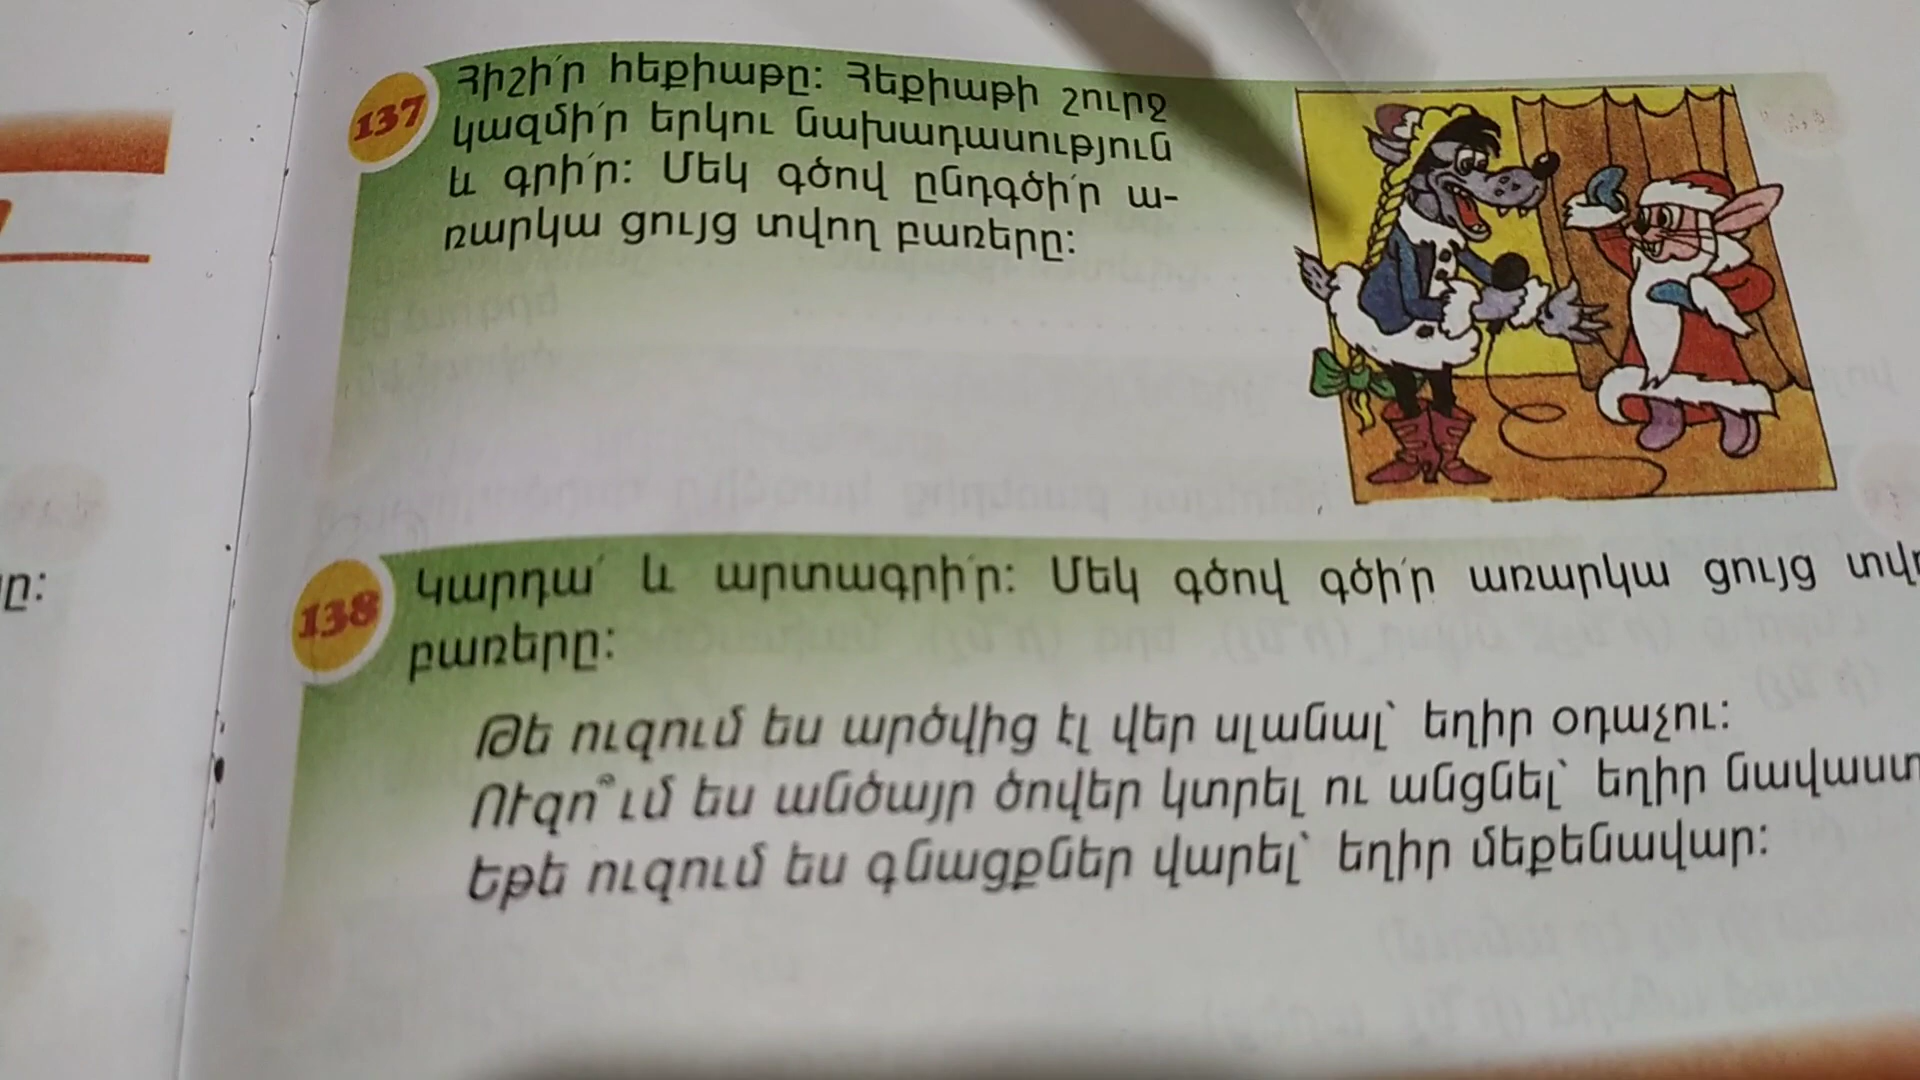 137
Հիշի՛ր հեքիաթը: Հեքիաթի շուրջ
կազմի՛ր երկու նախադասություն
և գրի՛ր: Մեկ գծով ընդգծի՛ր ա-
ռարկա ցույց տվող բառերը:
138
Կարդա՛ և արտագրի՛ր: Մեկ գծով գծի՛ր առարկա ցույց
բառերը:
Թե ուզում ես արծվից էլ վեր սլանալ՝ եղիր օդաչու:
Ուզո՞ւմ ես անծայր ծովեր կտրել ու անցնել՝ եղիր
Եթե ուզում ես գնացքներ վարել՝ եղիր մեքենավար: